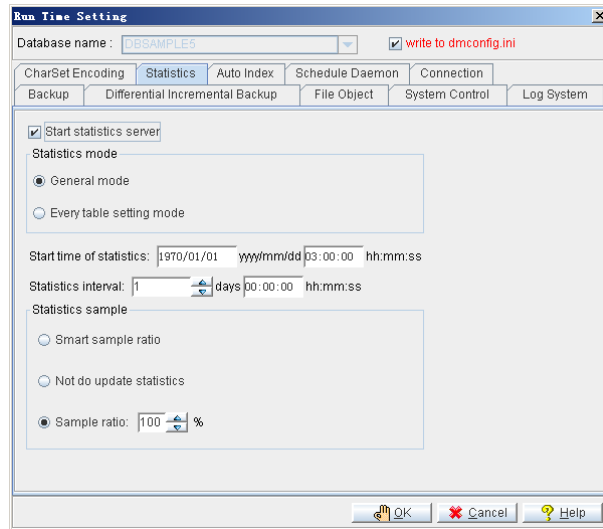 Run Time Setting
Database name : DBSAMPLE5 write to dmconfig.ini
CharSet Encoding Statistics Auto Index Schedule Daemon Connection
Backup Differential Incremental Backup File Object System Control Log System
Start statistics server
Statistics mode
General mode
Every table setting mode
Start time of statistics: 1970/01/01 yyyy/mm/dd 03:00:00 hh:mm:ss
Statistics interval: 1 days 00:00:00 hh:mm:ss
Statistics sample
Smart sample ratio
Not do update statistics
Sample ratio: 100 %
OK Cancel Help